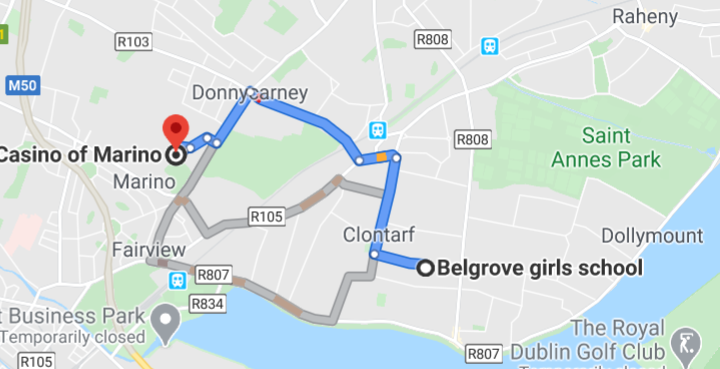 Raheny
R103
R808
M50
Donnycarney
Casino of Marino
R808
Saint
Annes Park
Marino
R105
Clontarf
Dollymount
Fairview
Belgrove girls school
R807
R834
t Business Park
Temporarily closed
The Royal
Dublin Golf Club
R807
R105